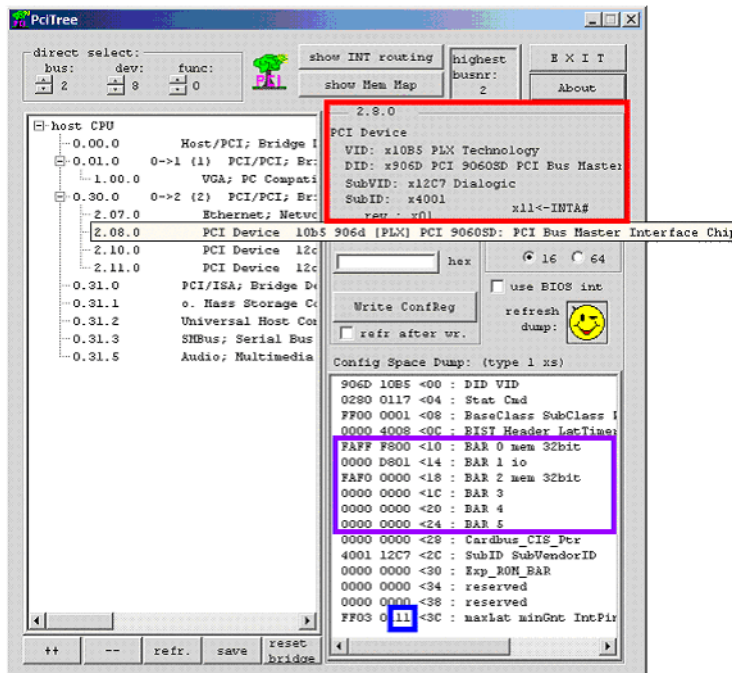 PciTree
direct select:
bus: dev: func:
2 8 0
PCI
show INT routing
show Mem Map
highest
busnr:
2
E X I T
About
host CPU
0.00.0 Host/PCI; Bridge
0.01.0 0->1 (1) PCI/PCI; Br
1.00.0 VGA; PC Compati
0.30.0 0->2 (2) PCI/PCI; Br
2.07.0 Ethernet; Netwo
2.08.0 PCI Device 10b5 906d [PLX] PCI 9060SD: PCI Bus Master Interface Chip
2.10.0 PCI Device 12c
2.11.0 PCI Device 12c
0.31.0 PCI/ISA; Bridge De
0.31.1 o. Mass Storage Co
0.31.2 Universal Host Con
0.31.3 SMBus; Serial Bus
0.31.5 Audio; Multimedia
2.8.0
PCI Device
VID: x10B5 PLX Technology
DID: x906D PCI 9060SD PCI Bus Master
SubVID: x12C7 Dialogic
SubID: x4001
x11<-INTA#
rev : x01
hex
16 64
use BIOS int
Write ConfReg
refresh
dump:
refr after wr.
Config Space Dump: (type 1 xs)
906D 10B5 <00 : DID VID
0280 0117 <04 : Stat Cmd
FF00 0001 <08 : BaseClass SubClass
0000 4008 <0C : BIST Header LatTimer
FAFF F800 <10 : BAR 0 mem 32bit
0000 D801 <14 : BAR 1 io
FAF0 0000 <18 : BAR 2 mem 32bit
0000 0000 <1C : BAR 3
0000 0000 <20 : BAR 4
0000 0000 <24 : BAR 5
0000 0000 <28 : Cardbus_CIS_Ptr
4001 12C7 <2C : SubID SubVendorID
0000 0000 <30 : Exp_ROM_BAR
0000 0000 <34 : reserved
0000 0000 <38 : reserved
FF03 0 11 <3C : maxLat minGnt IntPin
++ -- refr. save reset
bridge